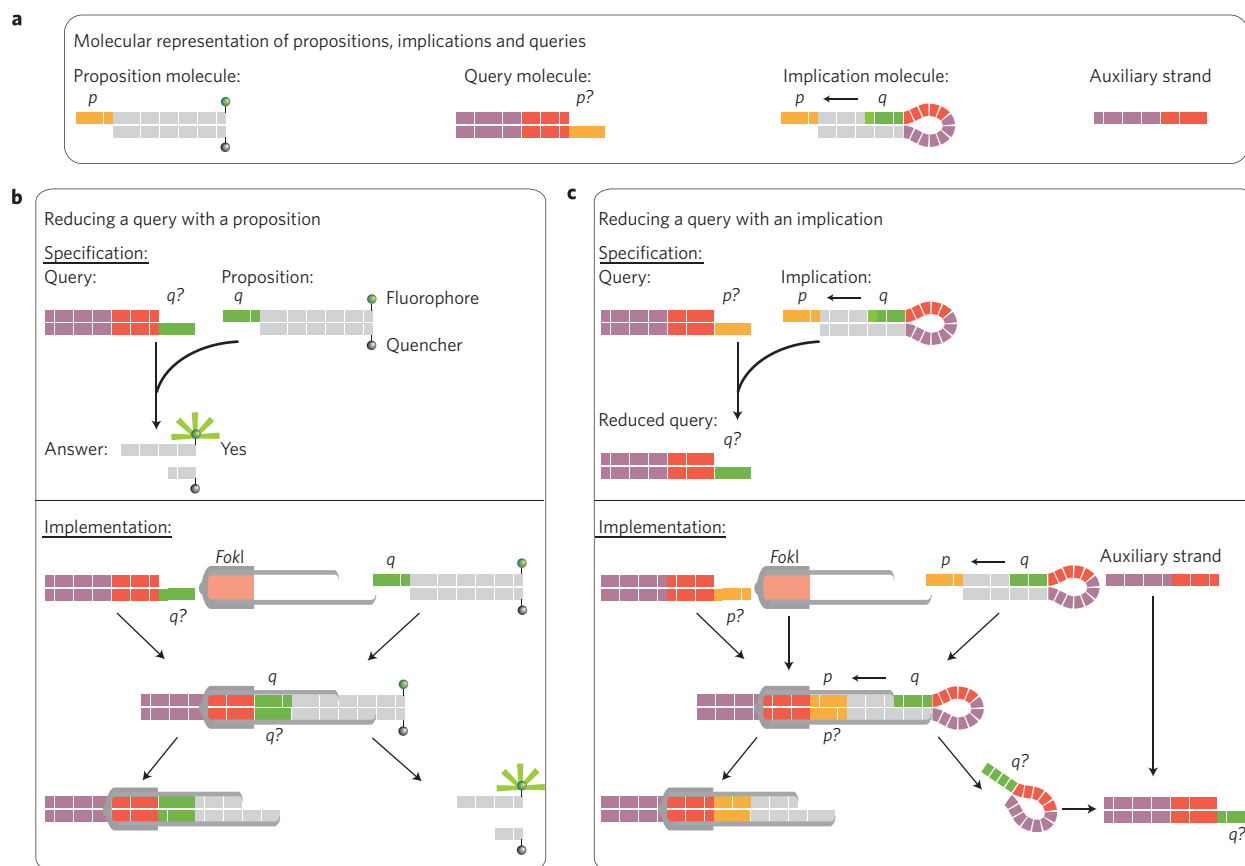 a
Molecular representation of propositions, implications and queries
Proposition molecule:
Query molecule:
Implication molecule:
Auxiliary strand
p
p?
p
q
b
Reducing a query with a proposition
Specification:
Query:
Proposition:
q?
q
Fluorophore
Quencher
Answer:
Yes
Implementation:
FokI
q
q?
q
q?
c
Reducing a query with an implication
Specification:
Query:
Implication:
p?
p
q
Reduced query:
q?
Implementation:
FokI
p
q
Auxiliary strand
p?
p
q
p?
q?
q?